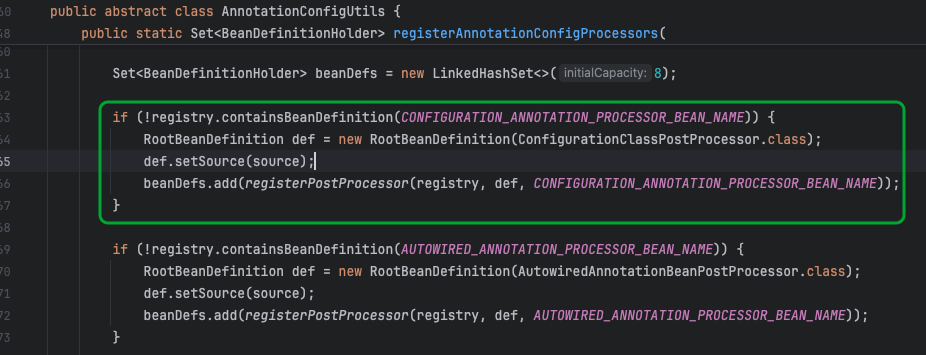 60 public abstract class AnnotationConfigUtils {
48 public static Set<BeanDefinitionHolder> registerAnnotationConfigProcessors(
60
61 Set<BeanDefinitionHolder> beanDefs = new LinkedHashSet<>( initialCapacity: 8);
62
63 if (!registry.containsBeanDefinition(CONFIGURATION_ANNOTATION_PROCESSOR_BEAN_NAME)) {
64 RootBeanDefinition def = new RootBeanDefinition(ConfigurationClassPostProcessor.class);
65 def.setSource(source);
66 beanDefs.add(registerPostProcessor(registry, def, CONFIGURATION_ANNOTATION_PROCESSOR_BEAN_NAME));
67 }
68
69 if (!registry.containsBeanDefinition(AUTOWIRED_ANNOTATION_PROCESSOR_BEAN_NAME)) {
70 RootBeanDefinition def = new RootBeanDefinition(AutowiredAnnotationBeanPostProcessor.class);
71 def.setSource(source);
72 beanDefs.add(registerPostProcessor(registry, def, AUTOWIRED_ANNOTATION_PROCESSOR_BEAN_NAME));
73 }